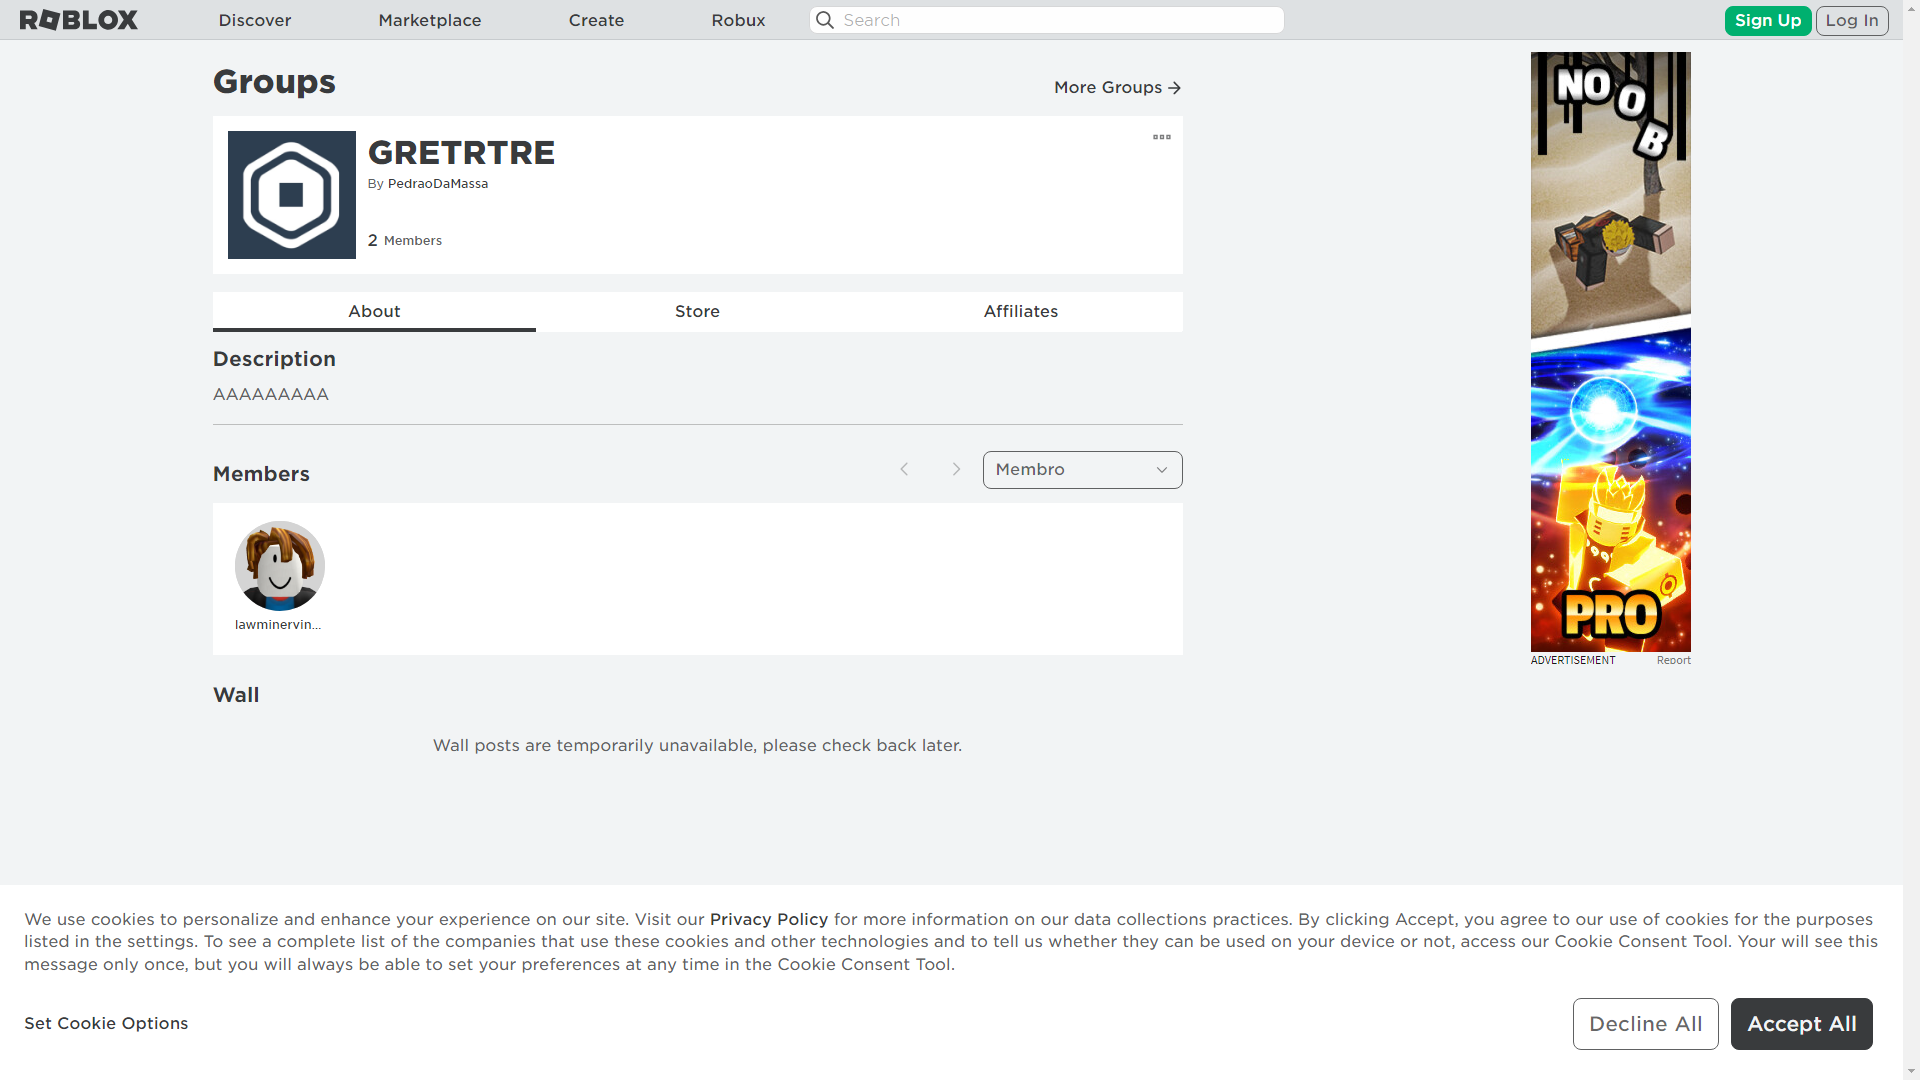 ROBLOX
Discover
Marketplace
Create
Robux
Search
Sign Up
Log In
Groups
More Groups
GRETRTRE
By PedraoDaMassa
2 Members
About
Store
Affiliates
Description
AAAAAAAAA
Members
Membro
lawminervin...
Wall
Wall posts are temporarily unavailable, please check back later.
NOOB
PRO
ADVERTISEMENT
Report
We use cookies to personalize and enhance your experience on our site. Visit our Privacy Policy for more information on our data collections practices. By clicking Accept, you agree to our use of cookies for the purposes
listed in the settings. To see a complete list of the companies that use these cookies and other technologies and to tell us whether they can be used on your device or not, access our Cookie Consent Tool. Your will see this
message only once, but you will always be able to set your preferences at any time in the Cookie Consent Tool.
Set Cookie Options
Decline All
Accept All